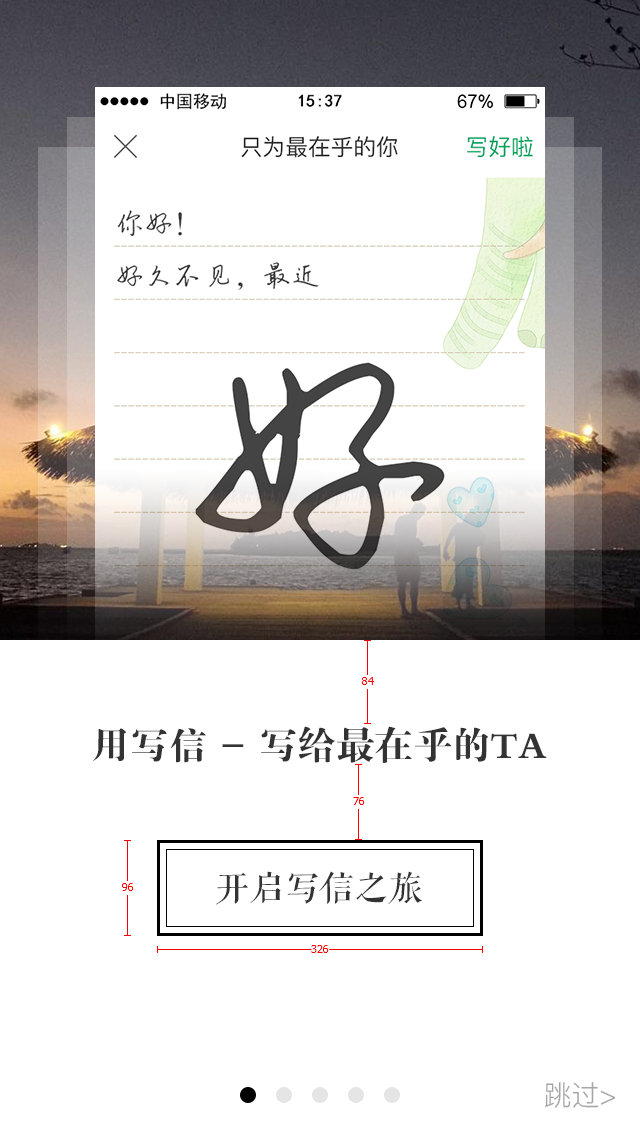 ●●●●● 中国移动 15:37 67%
只为最在乎的你 写好啦
你好！
好久不见，最近
好
84
用写信 – 写给最在乎的TA
76
开启写信之旅
96
326
跳过>